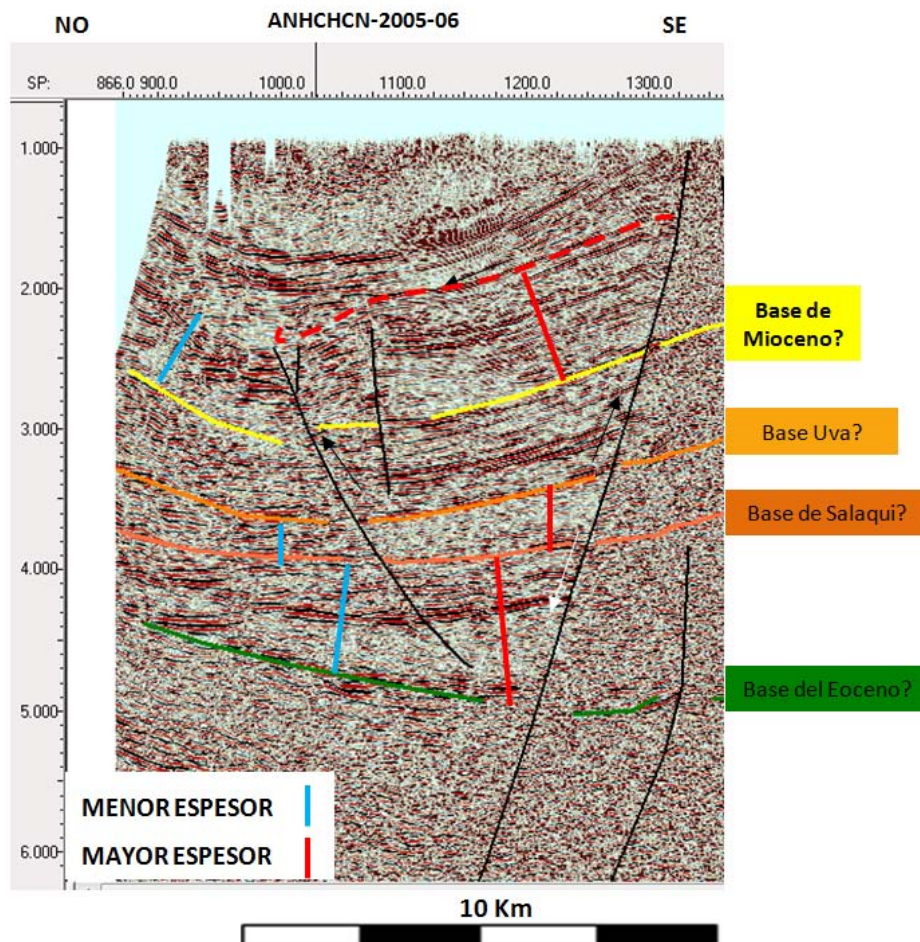 NO ANHCHCN-2005-06 SE
SP: 866.0 900.0 1000.0 1100.0 1200.0 1300.0
1.000
2.000
Base de
Mioceno?
3.000
Base Uva?
Base de Salaqui?
4.000
Base del Eoceno?
5.000
MENOR ESPESOR
MAYOR ESPESOR
6.000
10 Km